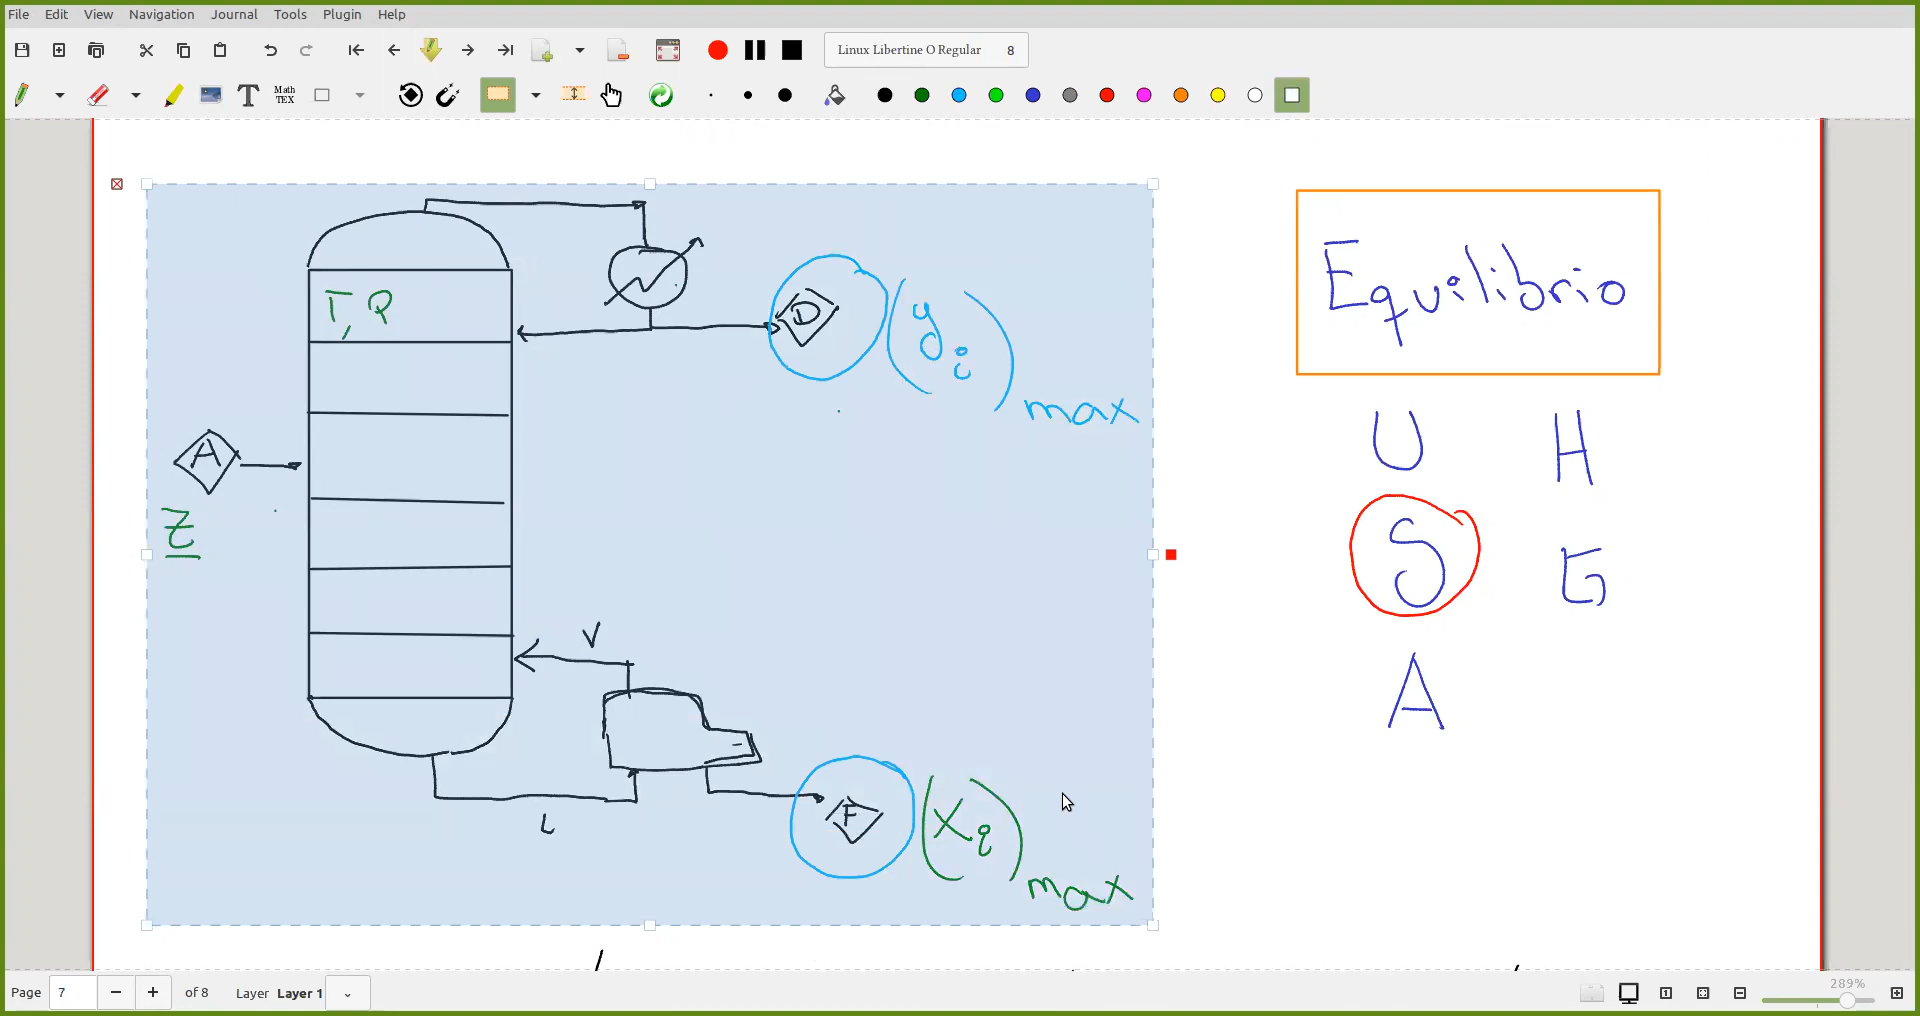 File Edit View Navigation Journal Tools Plugin Help
Linux Libertine O Regular 8
T Math TEX
T, P
D
(yi)max
A
Z
V
L
F
(Xi)max
Equilibrio
U H
S G
A
Page 7 of 8 Layer Layer 1
289%